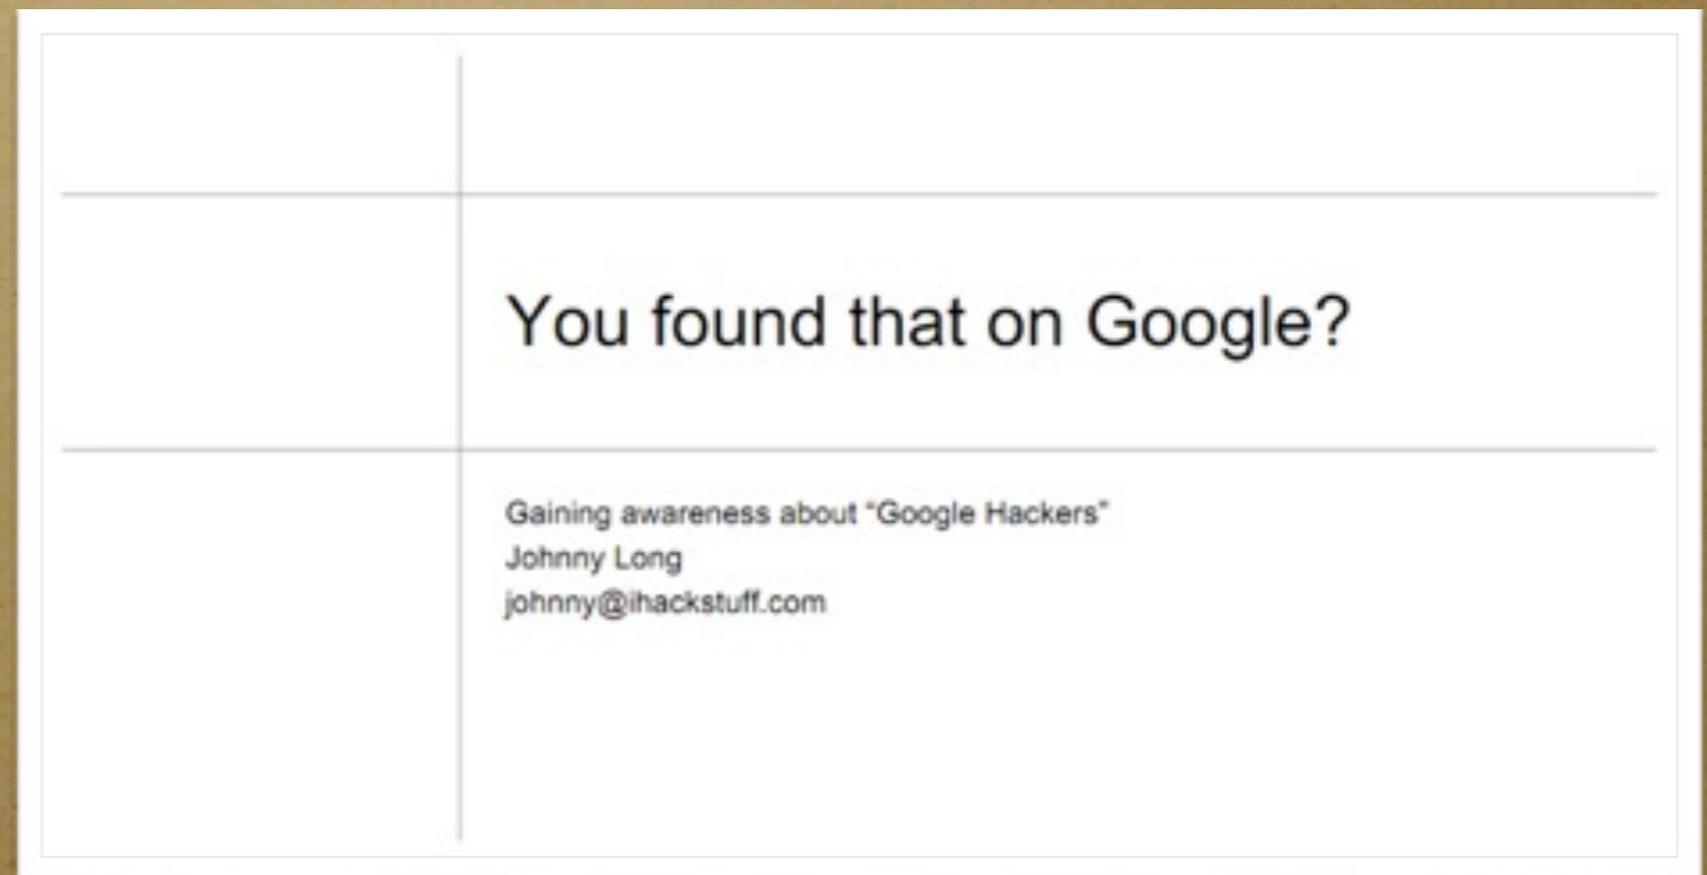 You found that on Google?
Gaining awareness about “Google Hackers”
Johnny Long
johnny@ihackstuff.com